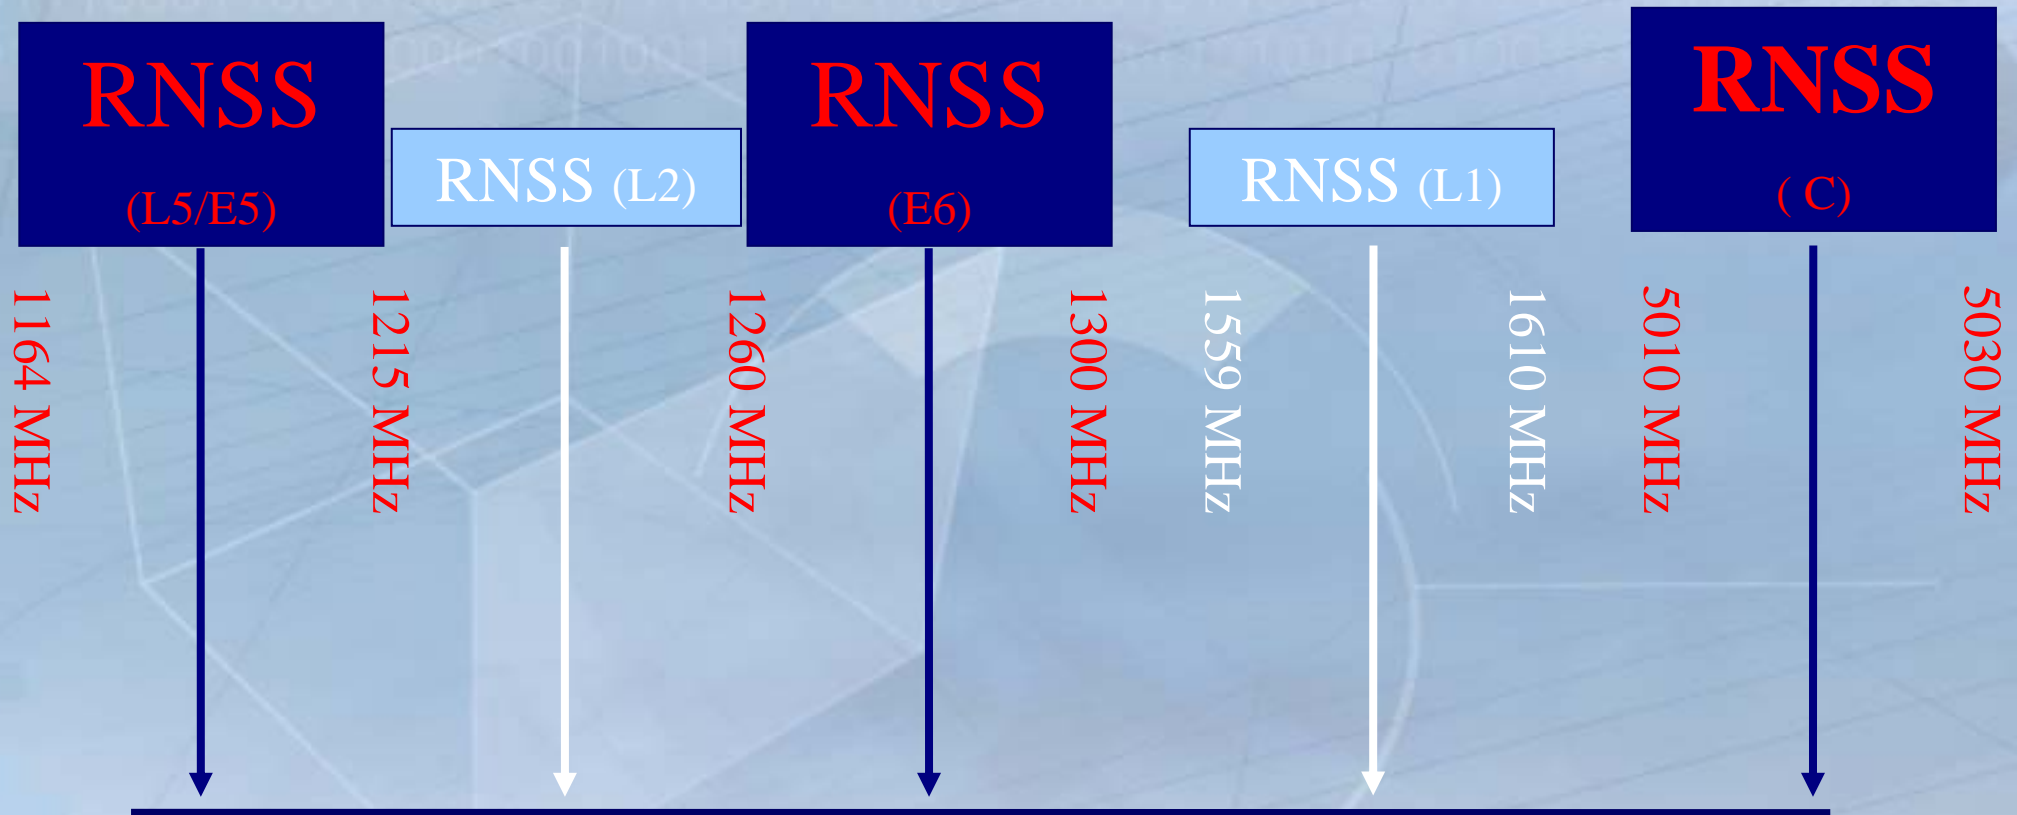 RNSS
(L5/E5)
RNSS (L2)
RNSS
(E6)
RNSS (L1)
RNSS
( C)
1164 MHz
1215 MHz
1260 MHz
1300 MHz
1559 MHz
1610 MHz
5010 MHz
5030 MHz